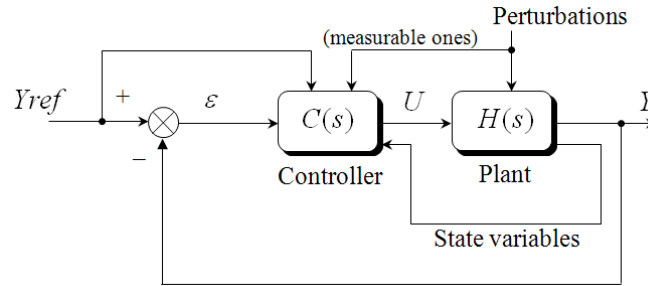 Perturbations
(measurable ones)
Yref
+
ε
C(s)
U
H(s)
Y
−
Controller
Plant
State variables